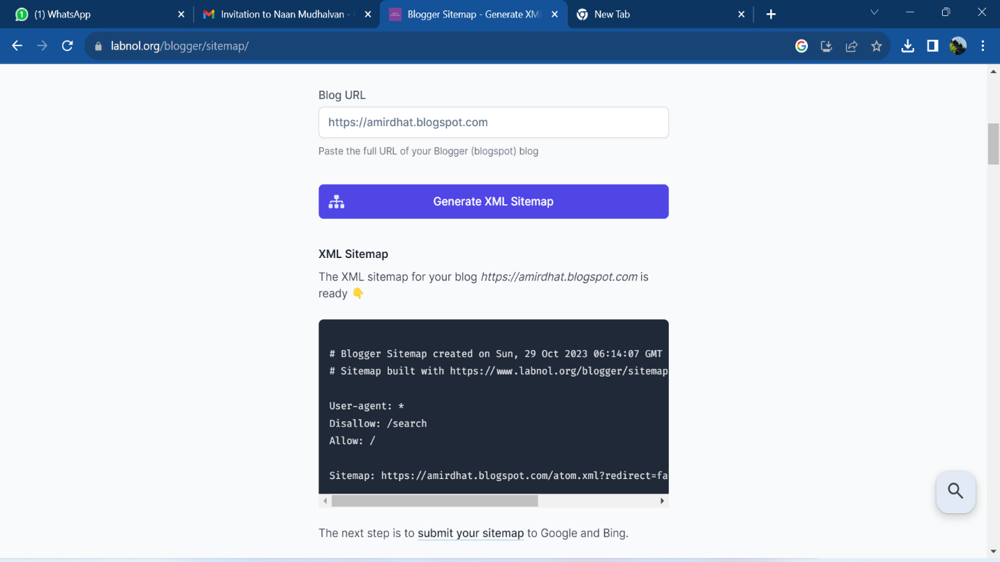 (1) WhatsApp
Invitation to Naan Mudhalvan -
Blogger Sitemap - Generate XM
New Tab
labnol.org/blogger/sitemap/
Blog URL
https://amirdhat.blogspot.com
Paste the full URL of your Blogger (blogspot) blog
Generate XML Sitemap
XML Sitemap
The XML sitemap for your blog https://amirdhat.blogspot.com is
ready 👇
# Blogger Sitemap created on Sun, 29 Oct 2023 06:14:07 GMT
# Sitemap built with https://www.labnol.org/blogger/sitemap
User-agent: *
Disallow: /search
Allow: /
Sitemap: https://amirdhat.blogspot.com/atom.xml?redirect=fa
The next step is to submit your sitemap to Google and Bing.